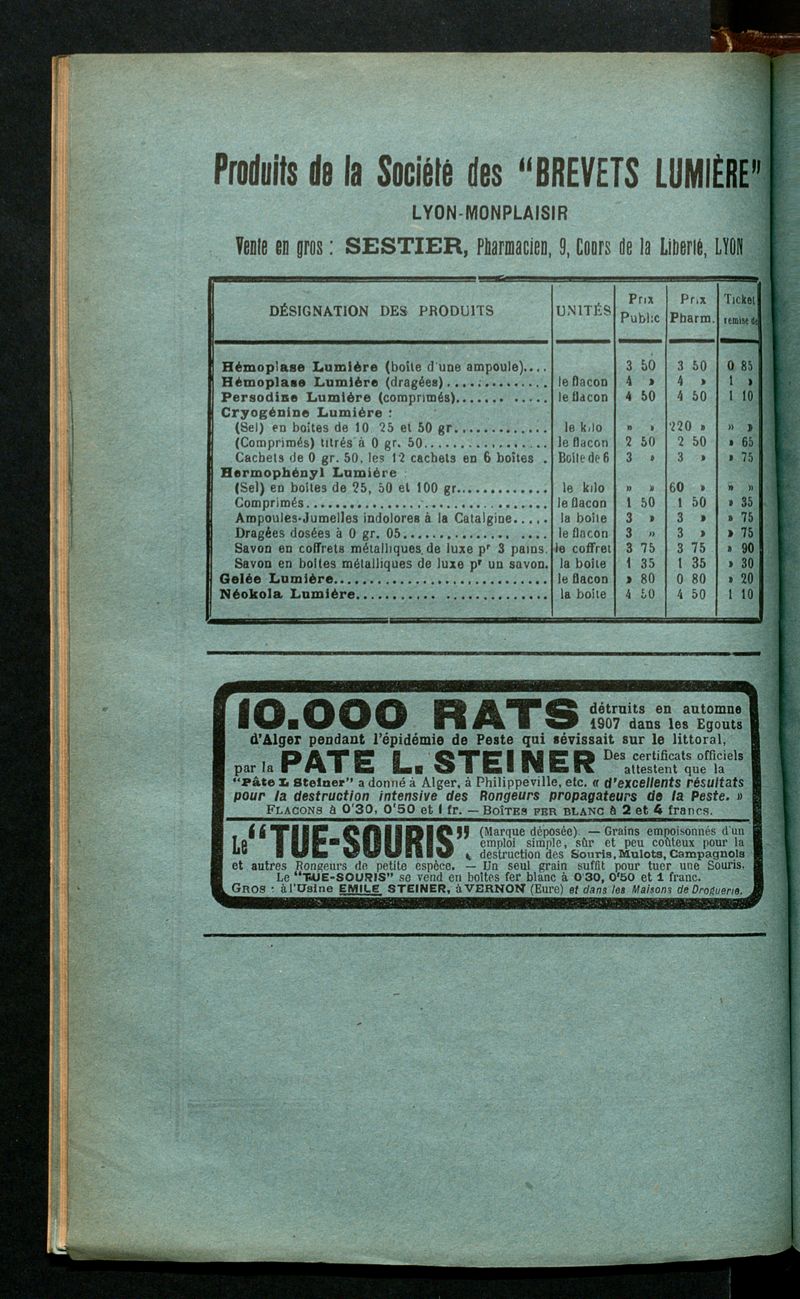 Produits de la Société des "BREVETS LUMIÈRE"
LYON-MONPLAISIR
Vente en gros : SESTIER, Pharmacien, 9, Cours de la Liberté, LYON
DÉSIGNATION DES PRODUITS UNITÉS Prix Public Prix Pharm. Ticket remise de
Hémoplase Lumière (boîte d'une ampoule).... 3 50 3 50 0 85
Hémoplase Lumière (dragées).............. le flacon 4 » 4 » 1 »
Persodine Lumière (comprimés)............. le flacon 4 50 4 50 1 10
Cryogénine Lumière :
(Sel) en boîtes de 10 25 et 50 gr............. le kilo » » 220 » » »
(Comprimés) titrés à 0 gr. 50................. le flacon 2 50 2 50 » 65
Cachets de 0 gr. 50, les 12 cachets en 6 boîtes . Boîte de 6 3 » 3 » » 75
Hermophényl Lumière :
(Sel) en boîtes de 25, 50 et 100 gr............. le kilo » » 60 » » »
Comprimés.............................. le flacon 1 50 1 50 » 35
Ampoules-Jumelles indolores à la Catalgine..... la boîte 3 » 3 » » 75
Dragées dosées à 0 gr. 05.................. le flacon 3 » 3 » » 75
Savon en coffrets métalliques de luxe pr 3 pains. le coffret 3 75 3 75 » 90
Savon en boîtes métalliques de luxe pr un savon. la boîte 1 35 1 35 » 30
Gelée Lumière............................ le flacon » 80 0 80 » 20
Néokola Lumière......................... la boîte 4 50 4 50 1 10
10.000 RATS détruits en automne
1907 dans les Egouts
d'Alger pendant l'épidémie de Peste qui sévissait sur le littoral,
par la PATE L. STEINER Des certificats officiels
attestent que la
"Pâte L Steiner" a donné à Alger, à Philippeville, etc. « d'excellents résultats
pour la destruction intensive des Rongeurs propagateurs de la Peste. »
FLACONS à 0'30, 0'50 et 1 fr. — BOÎTES FER BLANC à 2 et 4 francs.
Le "TUE-SOURIS" (Marque déposée). — Grains empoisonnés d'un
emploi simple, sûr et peu coûteux pour la
destruction des Souris, Mulots, Campagnols
et autres Rongeurs de petite espèce. — Un seul grain suffit pour tuer une Souris.
Le "TUE-SOURIS" se vend en boîtes fer blanc à 0'30, 0'50 et 1 franc.
GROS : à l'Usine EMILE STEINER, à VERNON (Eure) et dans les Maisons de Droguerie.